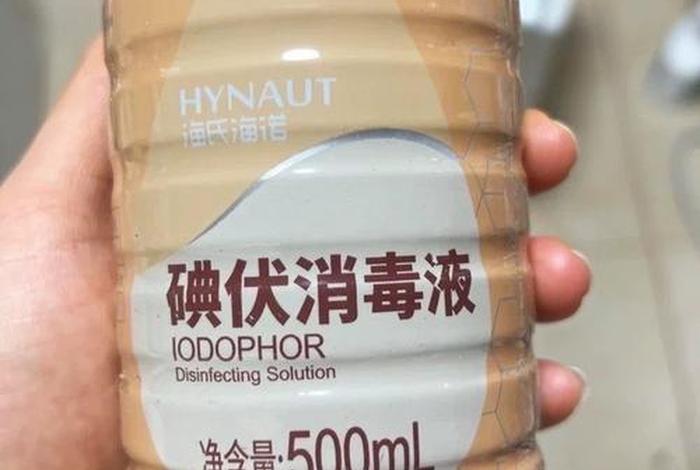 HYNAUT
海氏海诺
碘伏消毒液
IODOPHOR
Disinfecting Solution
净含量:500mL